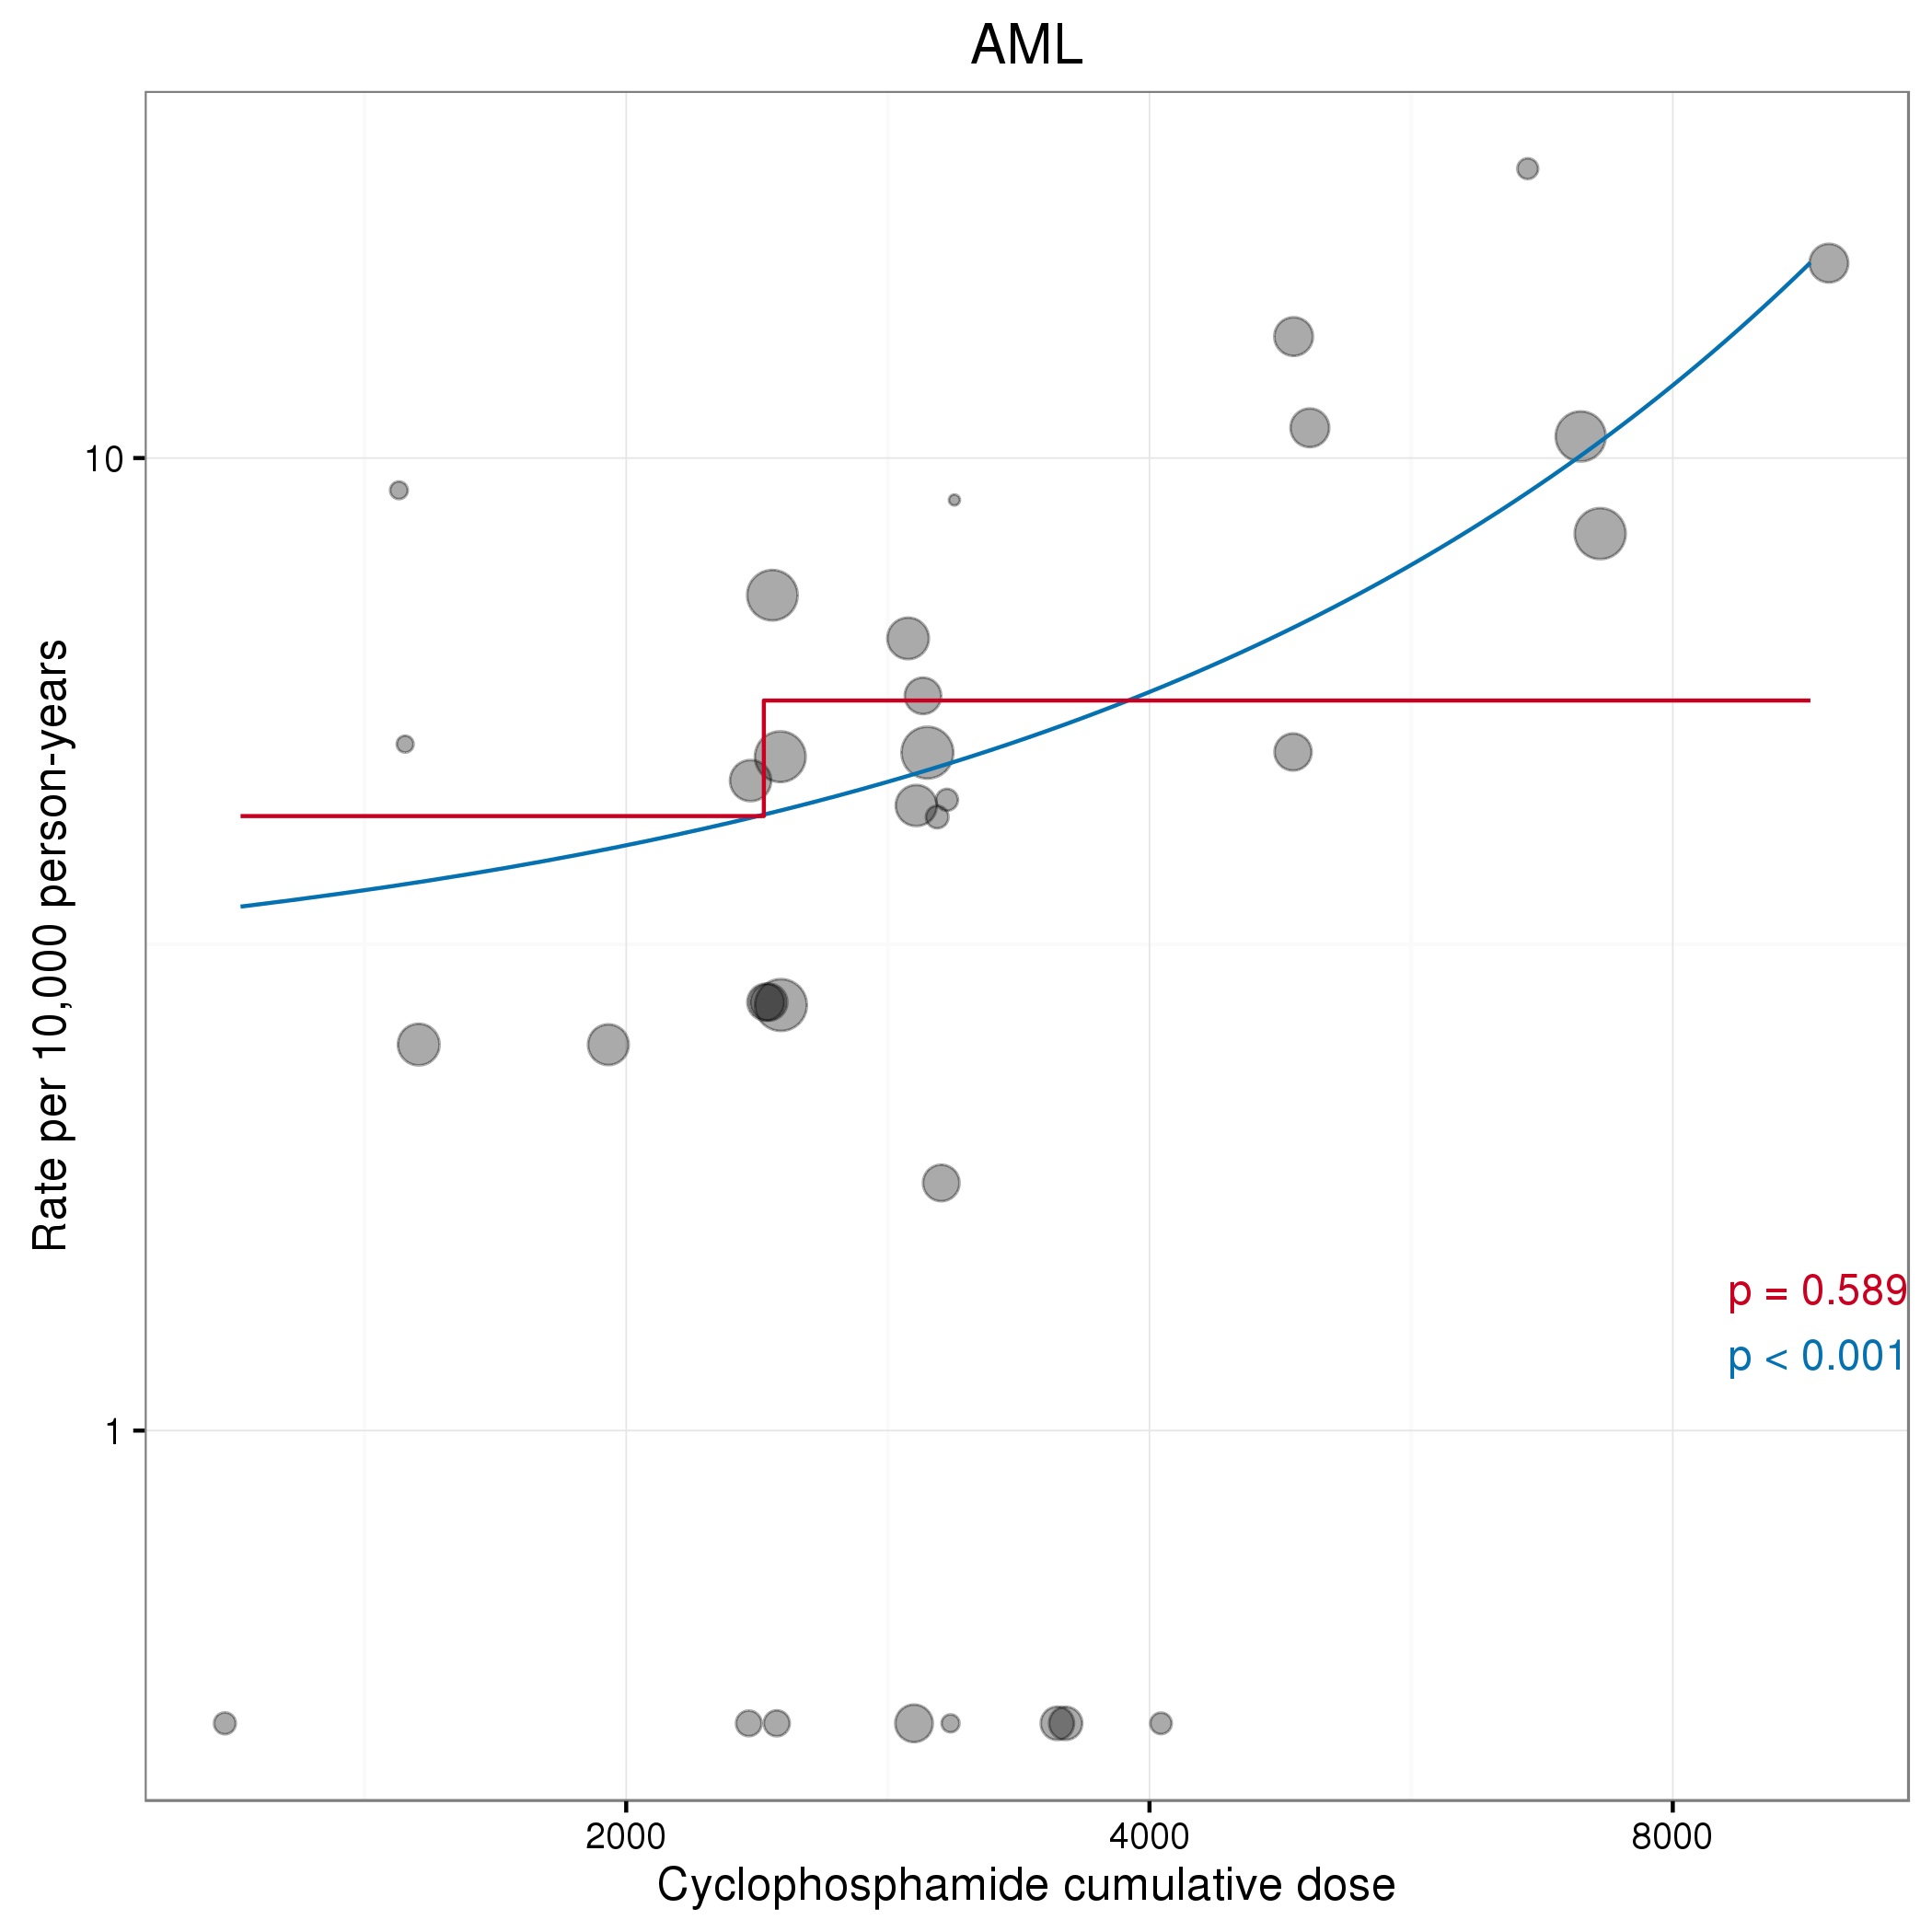 AML
Rate per 10,000 person-years
10
1
p = 0.589
p < 0.001
2000
4000
8000
Cyclophosphamide cumulative dose